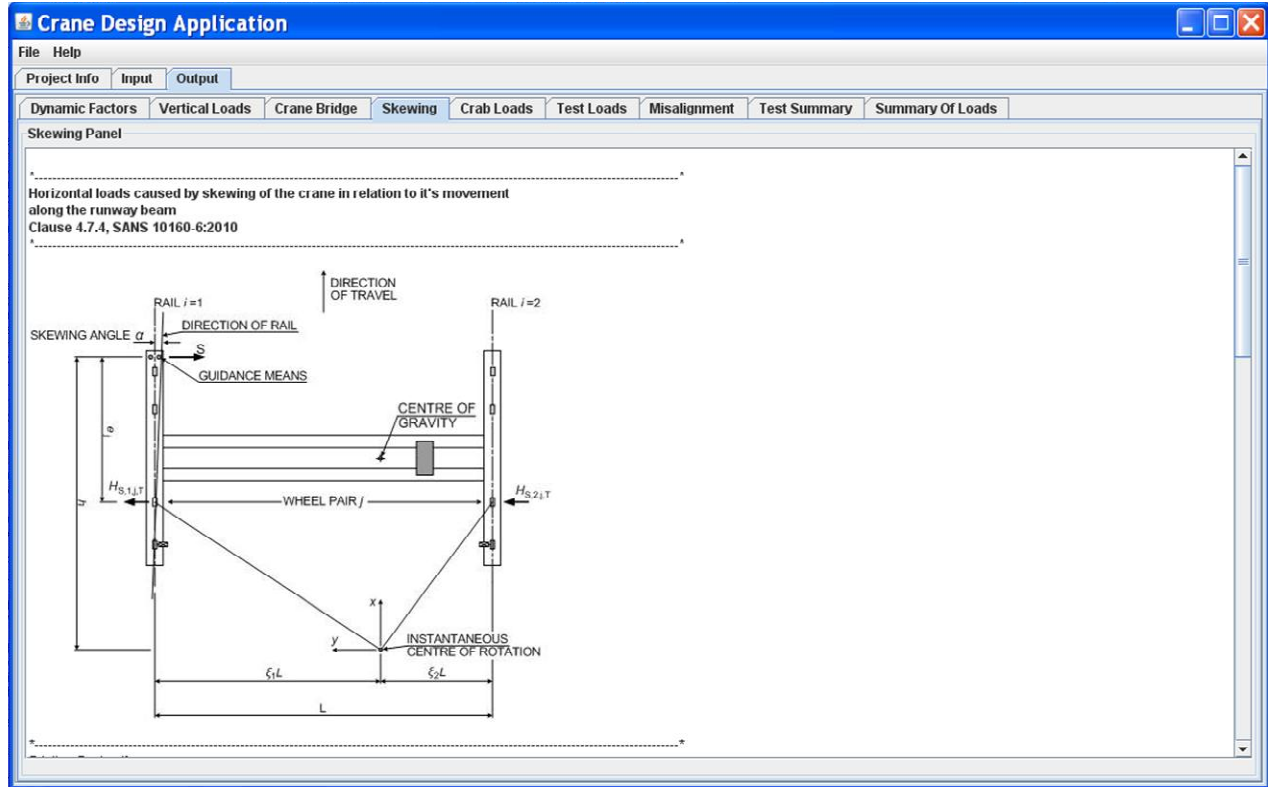 Crane Design Application
File Help
Project Info Input Output
Dynamic Factors Vertical Loads Crane Bridge Skewing Crab Loads Test Loads Misalignment Test Summary Summary Of Loads
Skewing Panel
Horizontal loads caused by skewing of the crane in relation to it's movement
along the runway beam
Clause 4.7.4, SANS 10160-6:2010
DIRECTION
OF TRAVEL
RAIL i =1
RAIL i =2
SKEWING ANGLE α
DIRECTION OF RAIL
S
GUIDANCE MEANS
CENTRE OF
GRAVITY
ej
h
HS,1,j,T
WHEEL PAIR j
HS,2,j,T
x
y
INSTANTANEOUS
CENTRE OF ROTATION
ξ1L
ξ2L
L